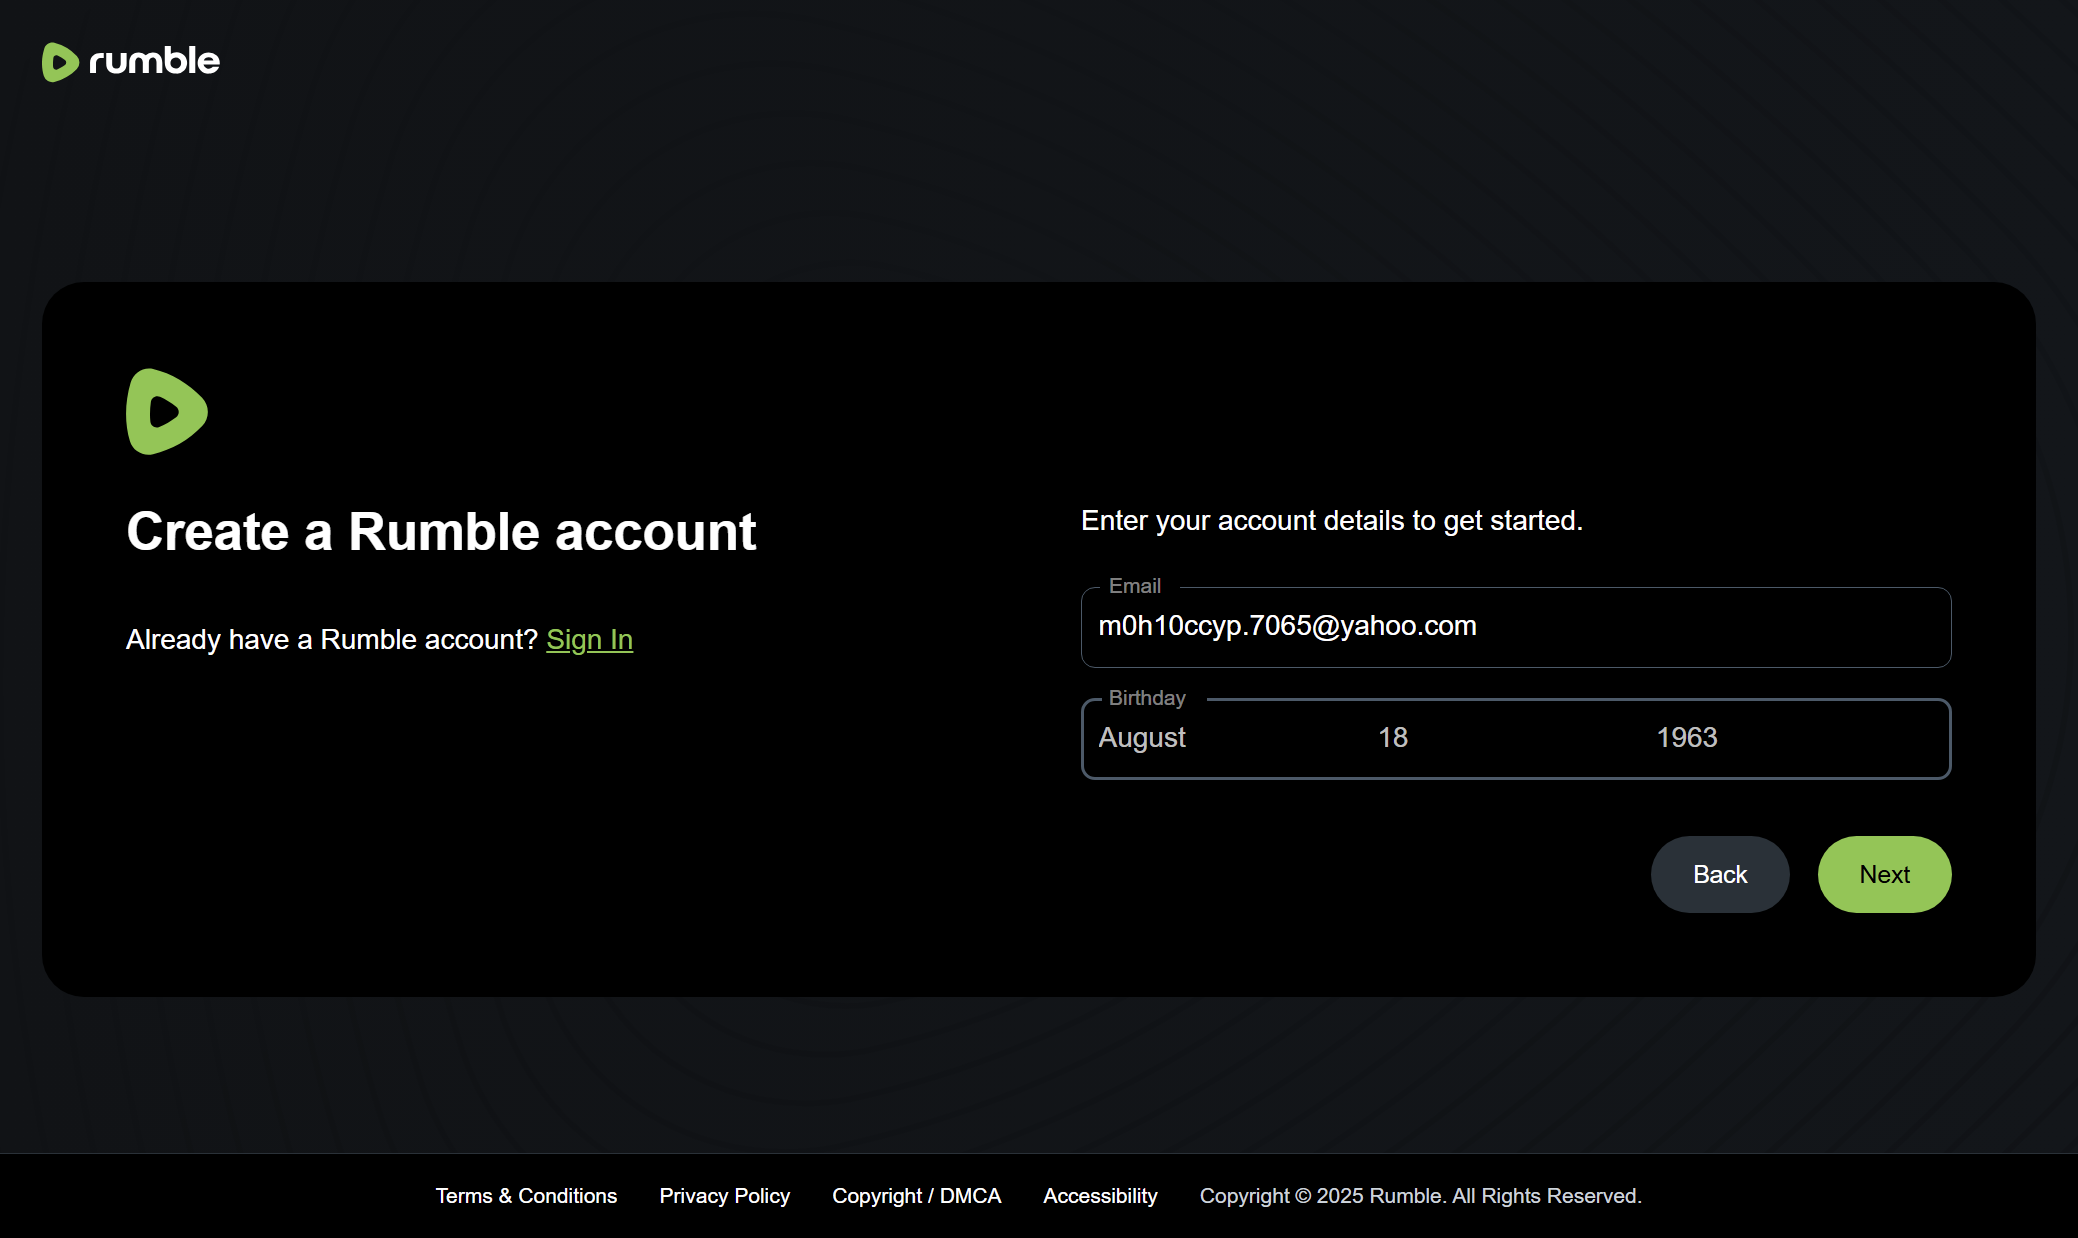 rumble
Create a Rumble account
Already have a Rumble account? Sign In
Enter your account details to get started.
Email
m0h10ccyp.7065@yahoo.com
Birthday
August 18 1963
Back Next
Terms & Conditions Privacy Policy Copyright / DMCA Accessibility Copyright © 2025 Rumble. All Rights Reserved.